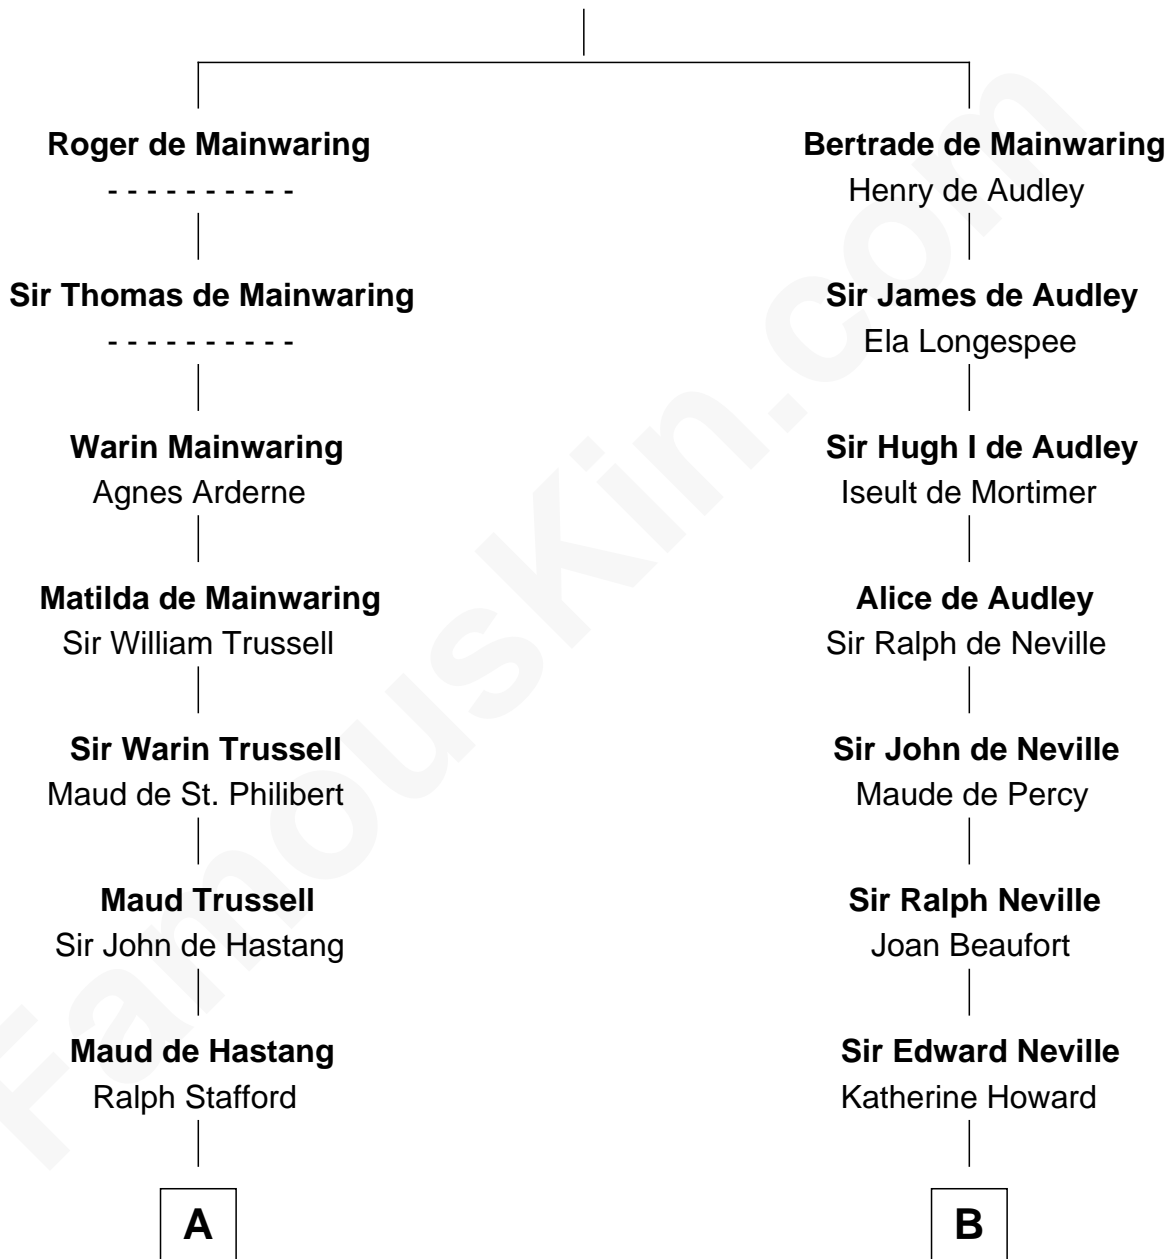 Roger de Mainwaring
- - - - - - - - - -
Sir Thomas de Mainwaring
- - - - - - - - - -
Warin Mainwaring
Agnes Arderne
Matilda de Mainwaring
Sir William Trussell
Sir Warin Trussell
Maud de St. Philibert
Maud Trussell
Sir John de Hastang
Maud de Hastang
Ralph Stafford
A
Bertrade de Mainwaring
Henry de Audley
Sir James de Audley
Ela Longespee
Sir Hugh I de Audley
Iseult de Mortimer
Alice de Audley
Sir Ralph de Neville
Sir John de Neville
Maude de Percy
Sir Ralph Neville
Joan Beaufort
Sir Edward Neville
Katherine Howard
B
FamousKin.com